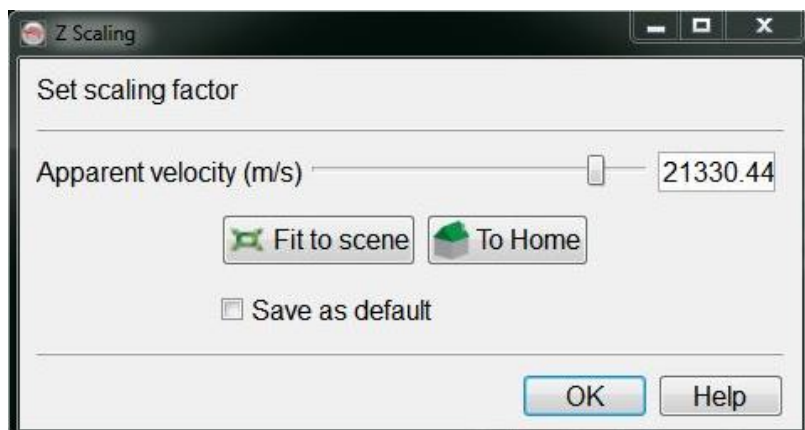 Z Scaling
Set scaling factor
Apparent velocity (m/s) 21330.44
Fit to scene To Home
Save as default
OK Help